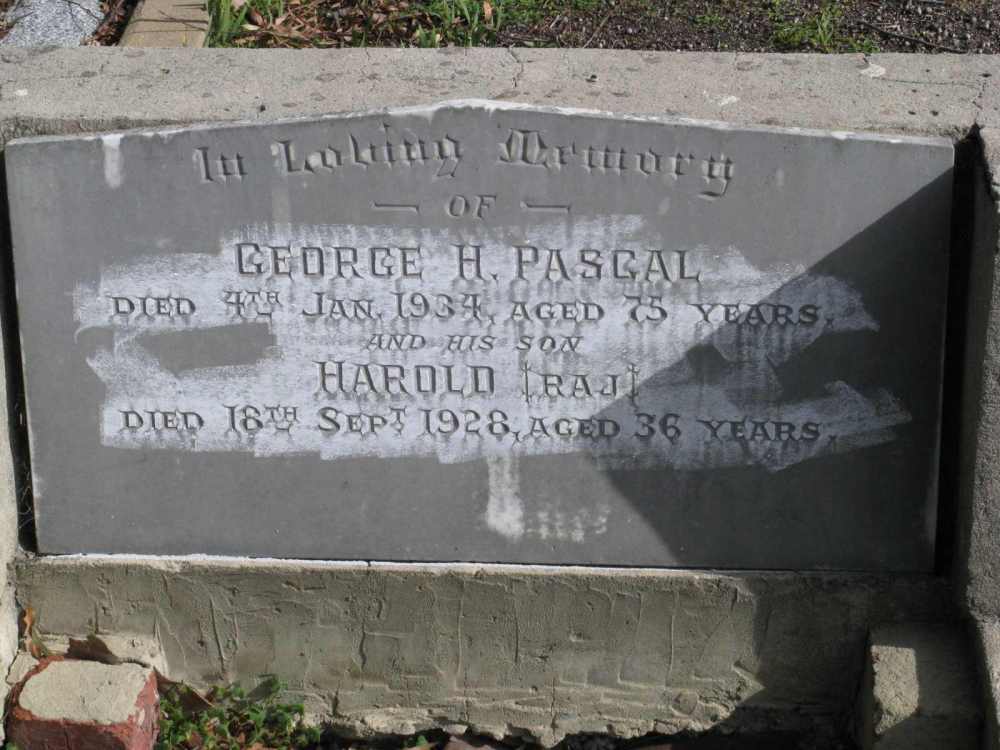 In Loving Memory
— OF —
GEORGE H. PASCAL
DIED 4TH JAN. 1934, AGED 75 YEARS,
AND HIS SON
HAROLD [RAJ]
DIED 18TH SEPT 1928, AGED 36 YEARS,